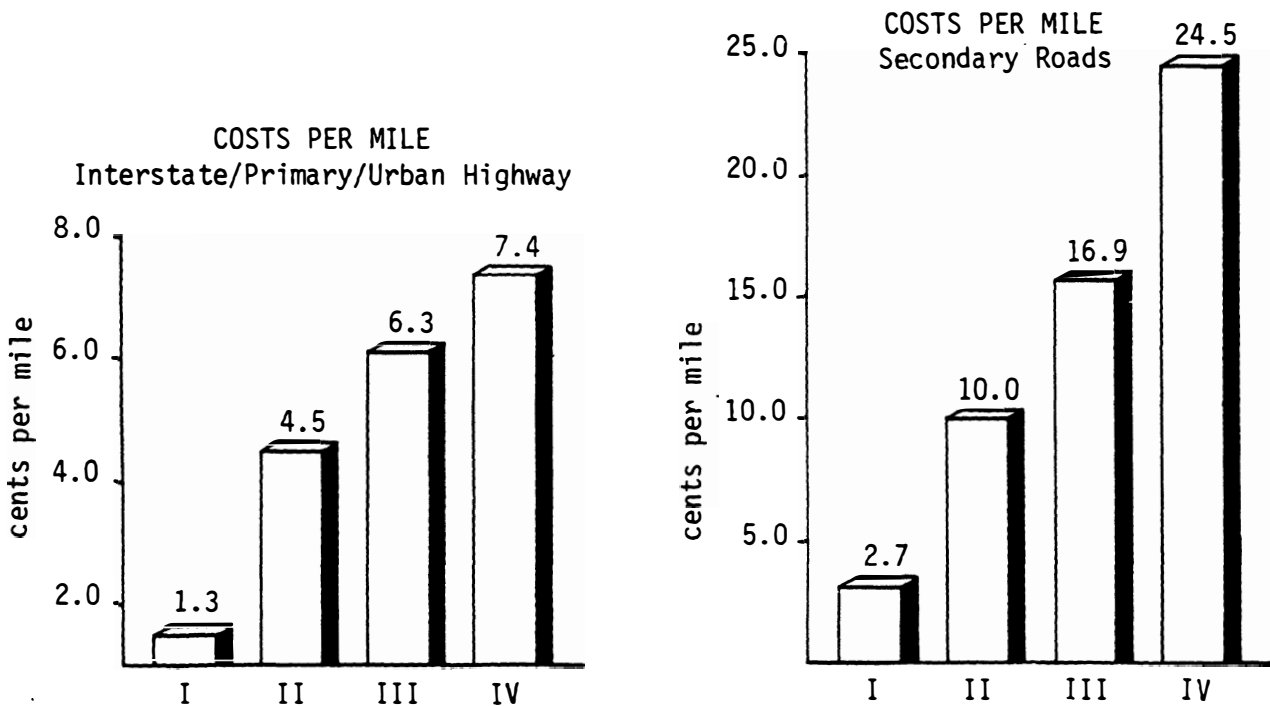 COSTS PER MILE
Interstate/Primary/Urban Highway
cents per mile
8.0
6.0
4.0
2.0
1.3
4.5
6.3
7.4
I II III IV
COSTS PER MILE
Secondary Roads
cents per mile
25.0
20.0
15.0
10.0
5.0
2.7
10.0
16.9
24.5
I II III IV